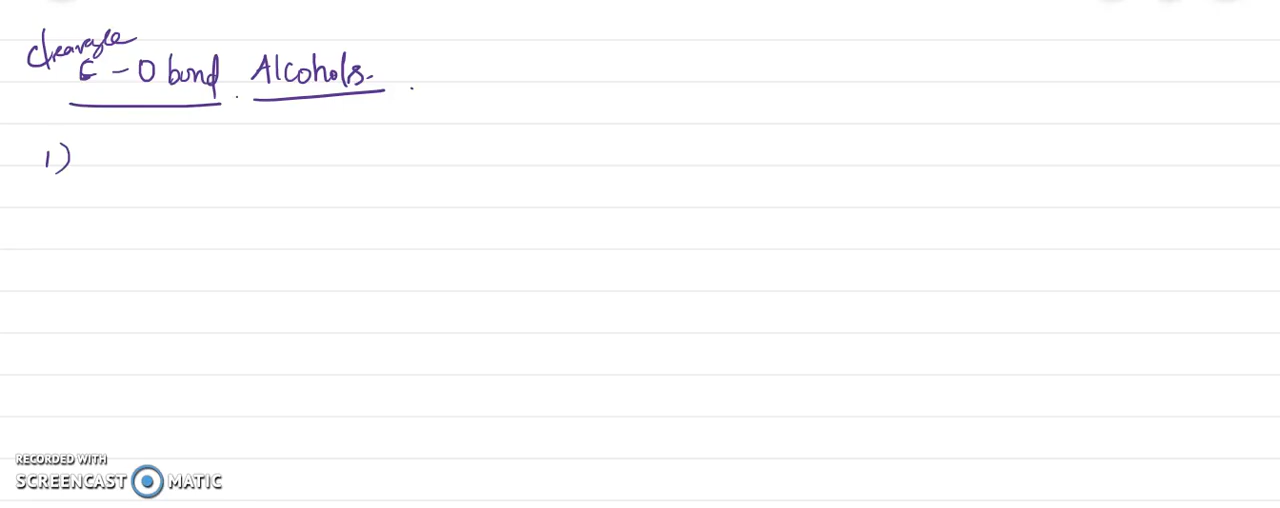 Cleavage
C - O bond Alcohols.
1)
RECORDED WITH
SCREENCAST MATIC